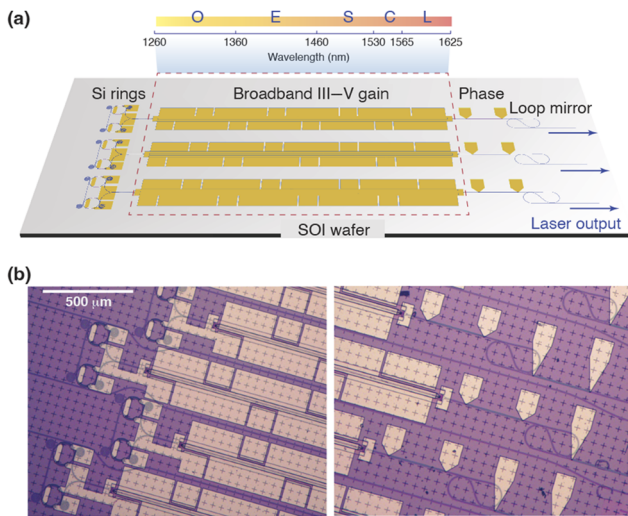 (a)
O E S C L
1260 1360 1460 1530 1565 1625
Wavelength (nm)
Si rings Broadband III–V gain Phase
Loop mirror
Laser output
SOI wafer
(b)
500 μm